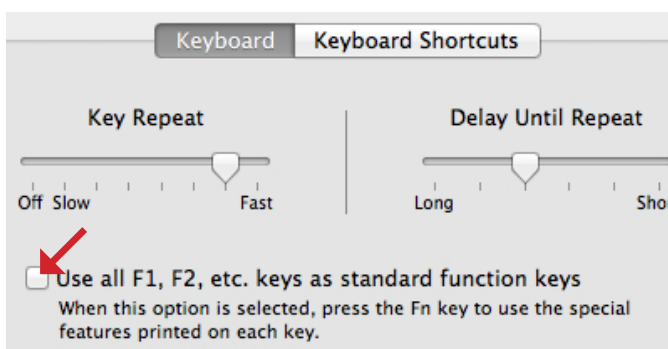 Keyboard Keyboard Shortcuts
Key Repeat Delay Until Repeat
Off Slow Fast Long Sho
Use all F1, F2, etc. keys as standard function keys
When this option is selected, press the Fn key to use the special
features printed on each key.